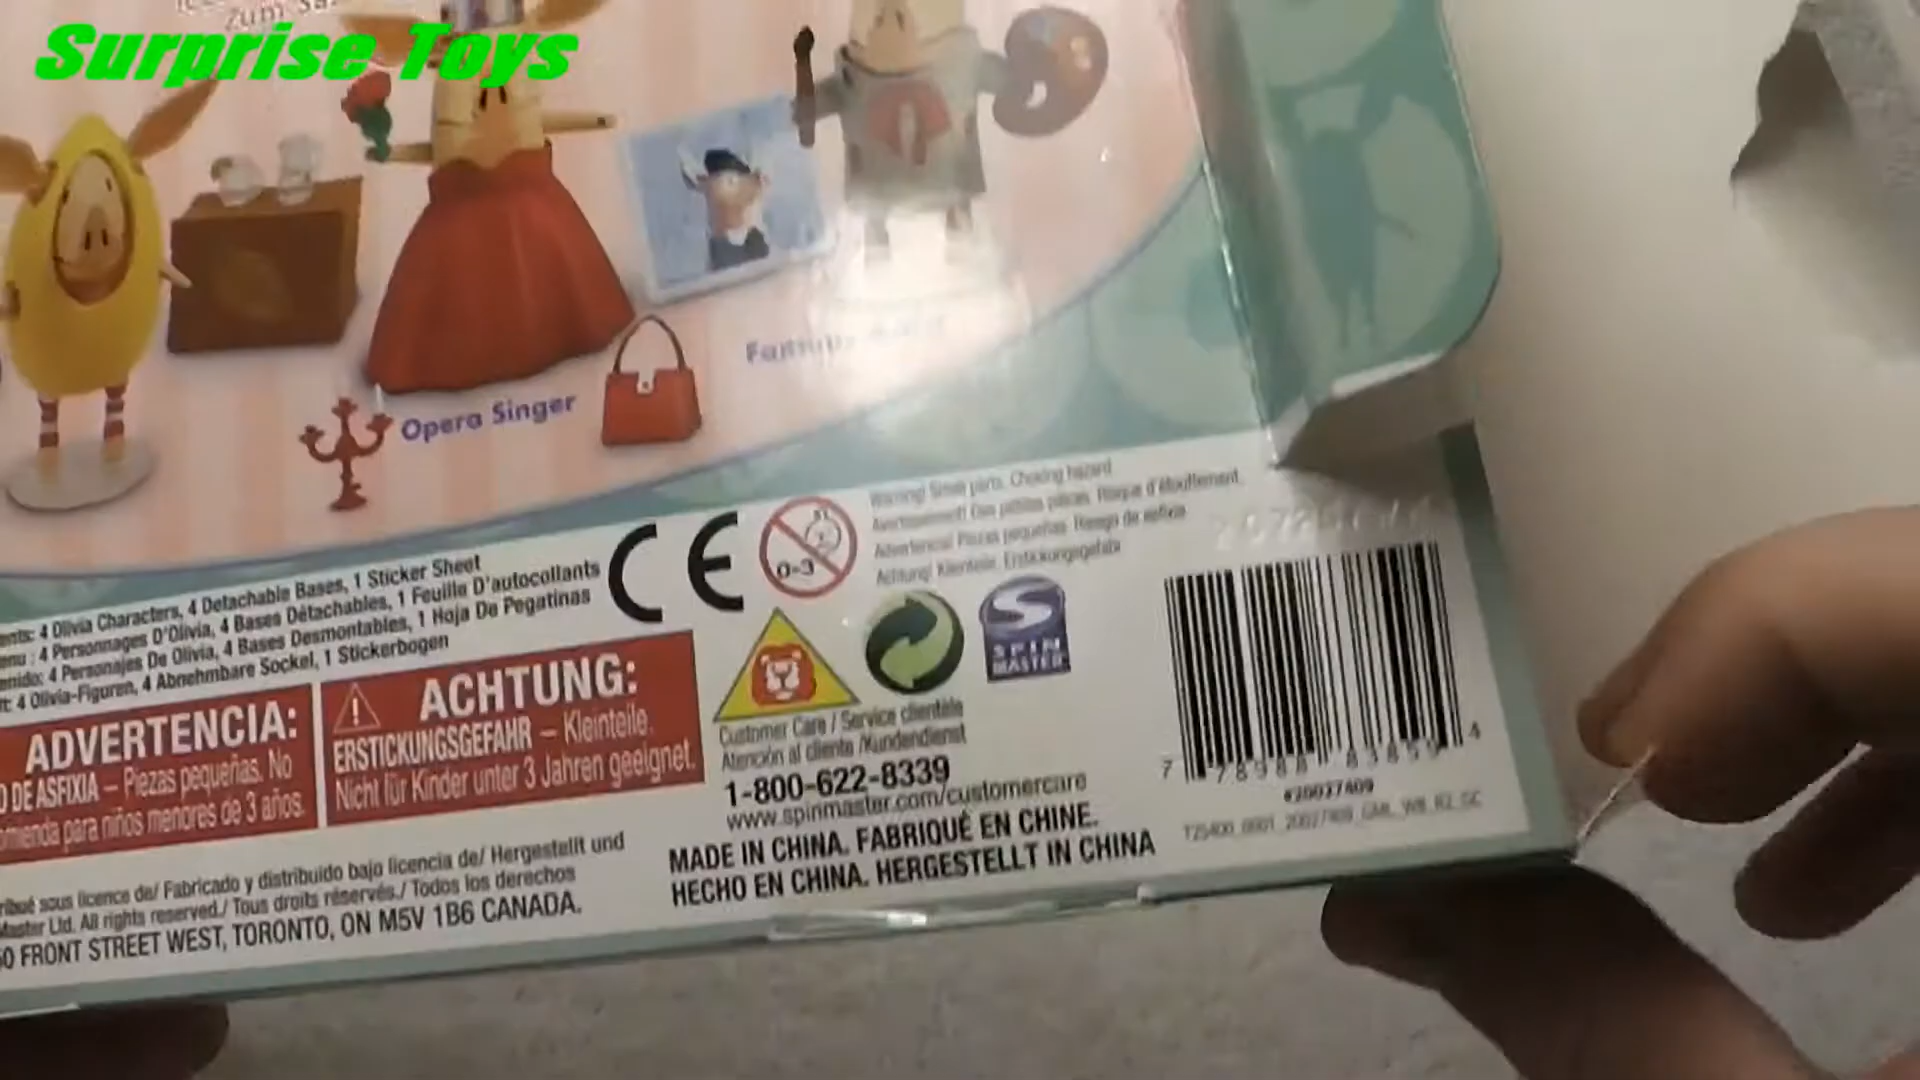 zum
Surprise Toys
Opera Singer
Warning! Small parts. Choking hazard
Avertissement! Des petites pièces. Risque d'étouffement
Advertencia! Piezas pequeñas. Riesgo de asfixia
Achtung! Kleinteile. Erstickungsgefahr
CE
0-3
4 Olivia Characters, 4 Detachable Bases, 1 Sticker Sheet
4 Personnages D'Olivia, 4 Bases Détachables, 1 Feuille D'autocollants
4 Personajes De Olivia, 4 Bases Desmontables, 1 Hoja De Pegatinas
4 Olivia-Figuren, 4 Abnehmbare Sockel, 1 Stickerbogen
SPIN
MASTER
ADVERTENCIA:
DE ASFIXIA – Piezas pequeñas. No
para niños menores de 3 años.
ACHTUNG:
ERSTICKUNGSGEFAHR – Kleinteile.
Nicht für Kinder unter 3 Jahren geeignet.
Customer Care / Service clientèle
Atención al cliente /Kundendienst
1-800-622-8339
www.spinmaster.com/customercare
MADE IN CHINA. FABRIQUÉ EN CHINE.
HECHO EN CHINA. HERGESTELLT IN CHINA
sous licence de/ Fabricado y distribuido bajo licencia de/ Hergestellt und
Master Ltd. All rights reserved./ Tous droits réservés./ Todos los derechos
FRONT STREET WEST, TORONTO, ON M5V 1B6 CANADA.
7 78988 83859 4
#20027409